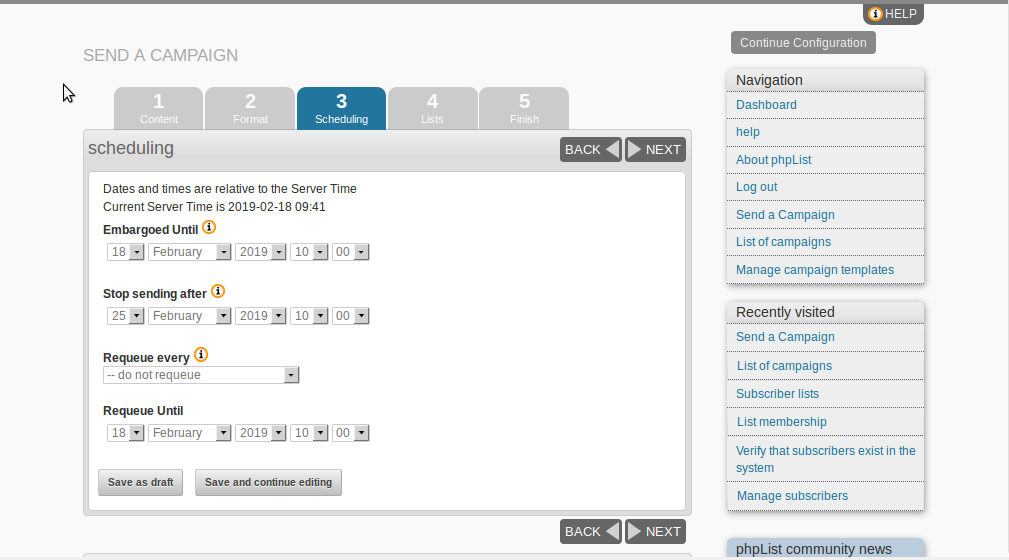 HELP
Continue Configuration
SEND A CAMPAIGN
1 2 3 4 5
Content Format Scheduling Lists Finish
scheduling
BACK NEXT
Dates and times are relative to the Server Time
Current Server Time is 2019-02-18 09:41
Embargoed Until
18 February 2019 10 00
Stop sending after
25 February 2019 10 00
Requeue every
-- do not requeue
Requeue Until
18 February 2019 10 00
Save as draft Save and continue editing
BACK NEXT
Navigation
Dashboard
help
About phpList
Log out
Send a Campaign
List of campaigns
Manage campaign templates
Recently visited
Send a Campaign
List of campaigns
Subscriber lists
List membership
Verify that subscribers exist in the
system
Manage subscribers
phpList community news